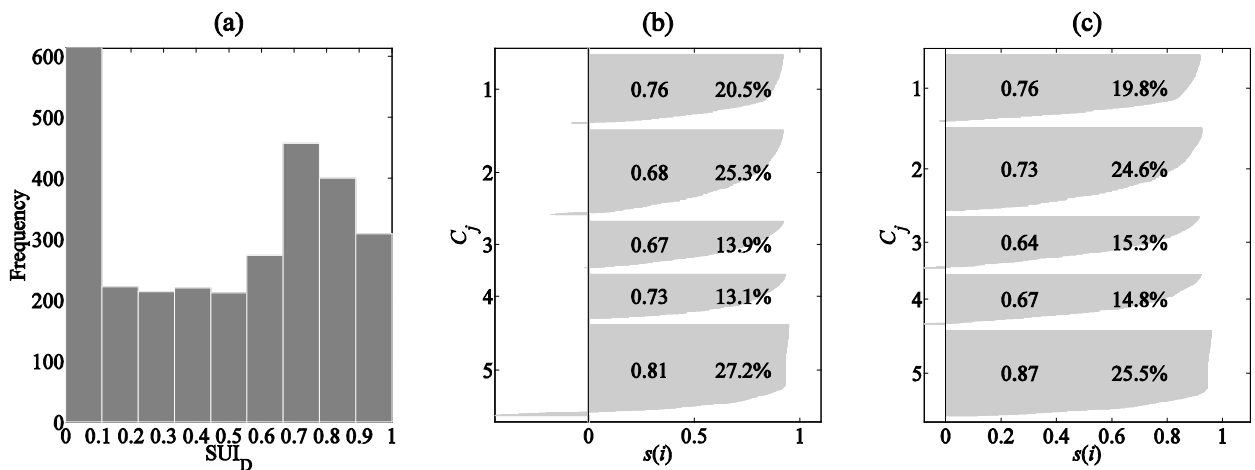 (a)
600
500
400
300
200
100
0
Frequency
0 0.1 0.2 0.3 0.4 0.5 0.6 0.7 0.8 0.9 1
SUI_D
(b)
1 0.76 20.5%
2 0.68 25.3%
C_j
3 0.67 13.9%
4 0.73 13.1%
5 0.81 27.2%
0 0.5 1
s(i)
(c)
1 0.76 19.8%
2 0.73 24.6%
C_j
3 0.64 15.3%
4 0.67 14.8%
5 0.87 25.5%
0 0.2 0.4 0.6 0.8 1
s(i)